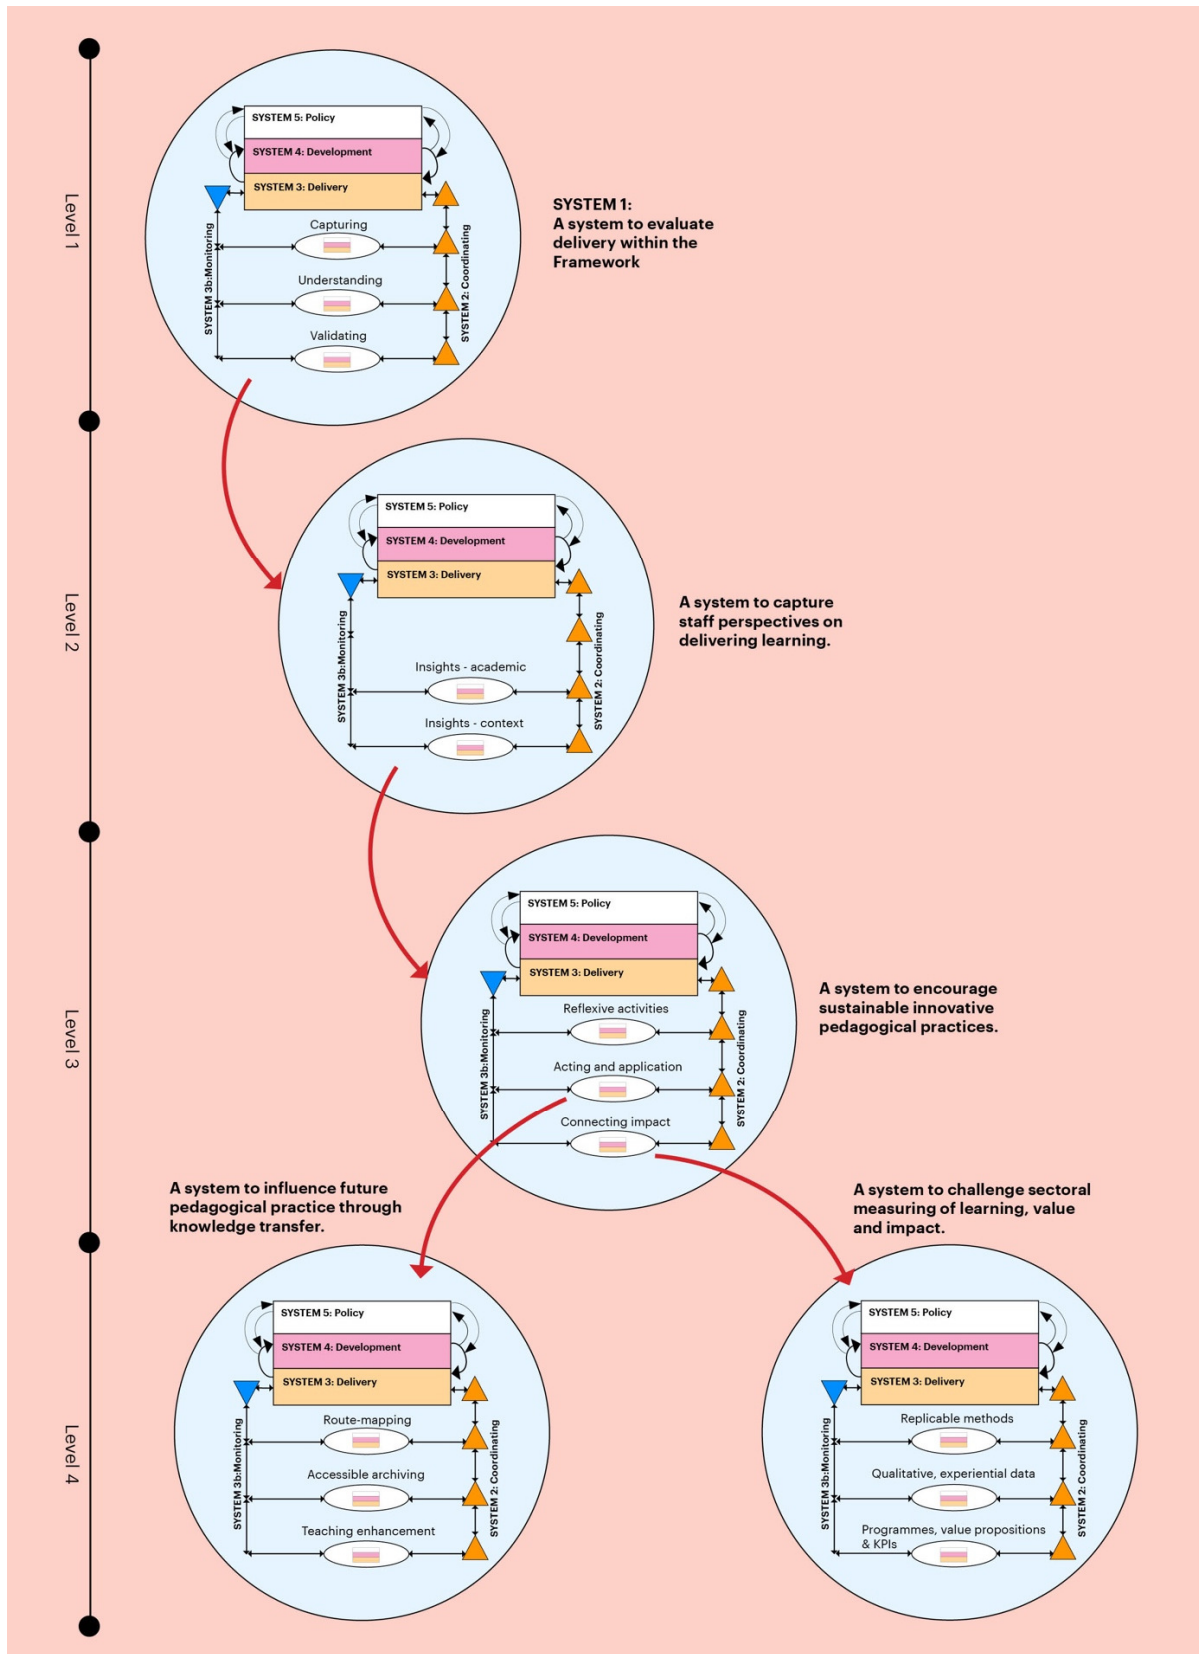 Level 1
SYSTEM 5: Policy
SYSTEM 4: Development
SYSTEM 3: Delivery
SYSTEM 3b:Monitoring
SYSTEM 2: Coordinating
Capturing
Understanding
Validating
SYSTEM 1:
A system to evaluate
delivery within the
Framework
Level 2
SYSTEM 5: Policy
SYSTEM 4: Development
SYSTEM 3: Delivery
SYSTEM 3b:Monitoring
SYSTEM 2: Coordinating
Insights - academic
Insights - context
A system to capture
staff perspectives on
delivering learning.
Level 3
SYSTEM 5: Policy
SYSTEM 4: Development
SYSTEM 3: Delivery
SYSTEM 3b:Monitoring
SYSTEM 2: Coordinating
Reflexive activities
Acting and application
Connecting impact
A system to encourage
sustainable innovative
pedagogical practices.
Level 4
A system to influence future
pedagogical practice through
knowledge transfer.
SYSTEM 5: Policy
SYSTEM 4: Development
SYSTEM 3: Delivery
SYSTEM 3b:Monitoring
SYSTEM 2: Coordinating
Route-mapping
Accessible archiving
Teaching enhancement
A system to challenge sectoral
measuring of learning, value
and impact.
SYSTEM 5: Policy
SYSTEM 4: Development
SYSTEM 3: Delivery
SYSTEM 3b:Monitoring
SYSTEM 2: Coordinating
Replicable methods
Qualitative, experiential data
Programmes, value propositions
& KPIs